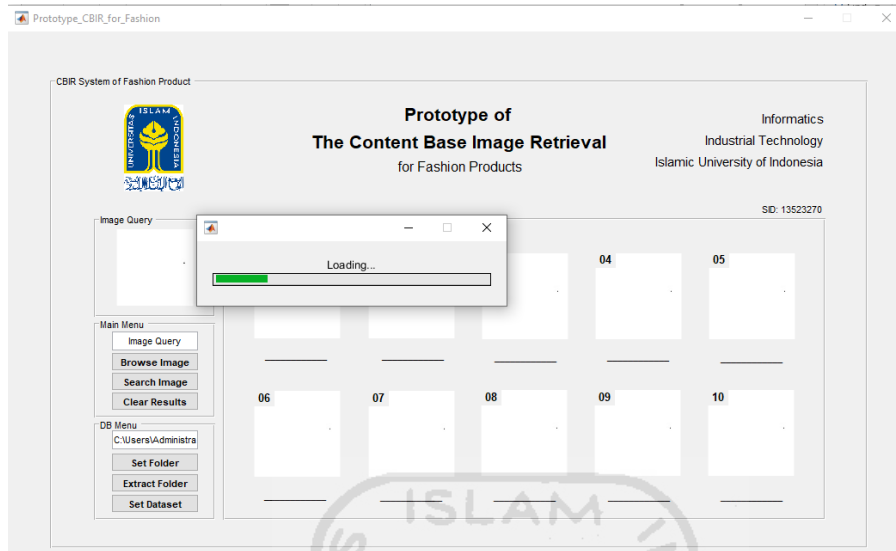 Prototype_CBIR_for_Fashion
CBIR System of Fashion Product
UNIVERSITAS ISLAM INDONESIA
Prototype of
The Content Base Image Retrieval
for Fashion Products
Informatics
Industrial Technology
Islamic University of Indonesia
SID: 13523270
Image Query
Loading...
04
05
Main Menu
Image Query
Browse Image
Search Image
Clear Results
06
07
08
09
10
DB Menu
C:\Users\Administra
Set Folder
Extract Folder
Set Dataset
ISLAM